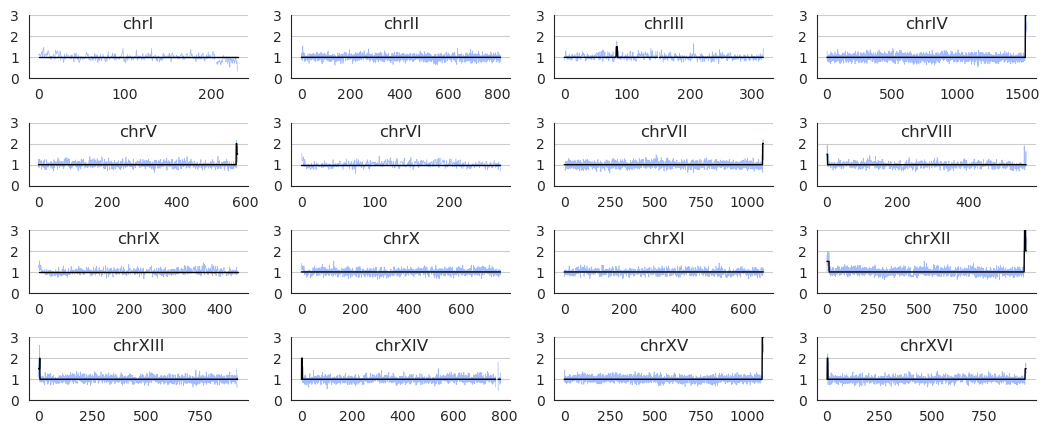 3 chrI 3 chrII 3 chrIII 3 chrIV
2 2 2 2
1 1 1 1
0 0 0 0
0 100 200 0 200 400 600 800 0 100 200 300 0 500 1000 1500
3 chrV 3 chrVI 3 chrVII 3 chrVIII
2 2 2 2
1 1 1 1
0 0 0 0
0 200 400 600 0 100 200 0 250 500 750 1000 0 200 400
3 chrIX 3 chrX 3 chrXI 3 chrXII
2 2 2 2
1 1 1 1
0 0 0 0
0 100 200 300 400 0 200 400 600 0 200 400 600 0 250 500 750 1000
3 chrXIII 3 chrXIV 3 chrXV 3 chrXVI
2 2 2 2
1 1 1 1
0 0 0 0
0 250 500 750 0 200 400 600 800 0 250 500 750 1000 0 250 500 750